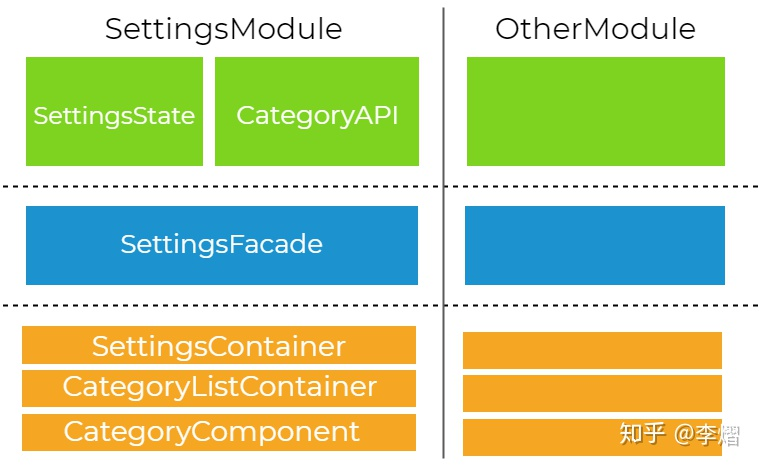 SettingsModule
OtherModule
SettingsState
CategoryAPI
SettingsFacade
SettingsContainer
CategoryListContainer
CategoryComponent
知乎 @李熠